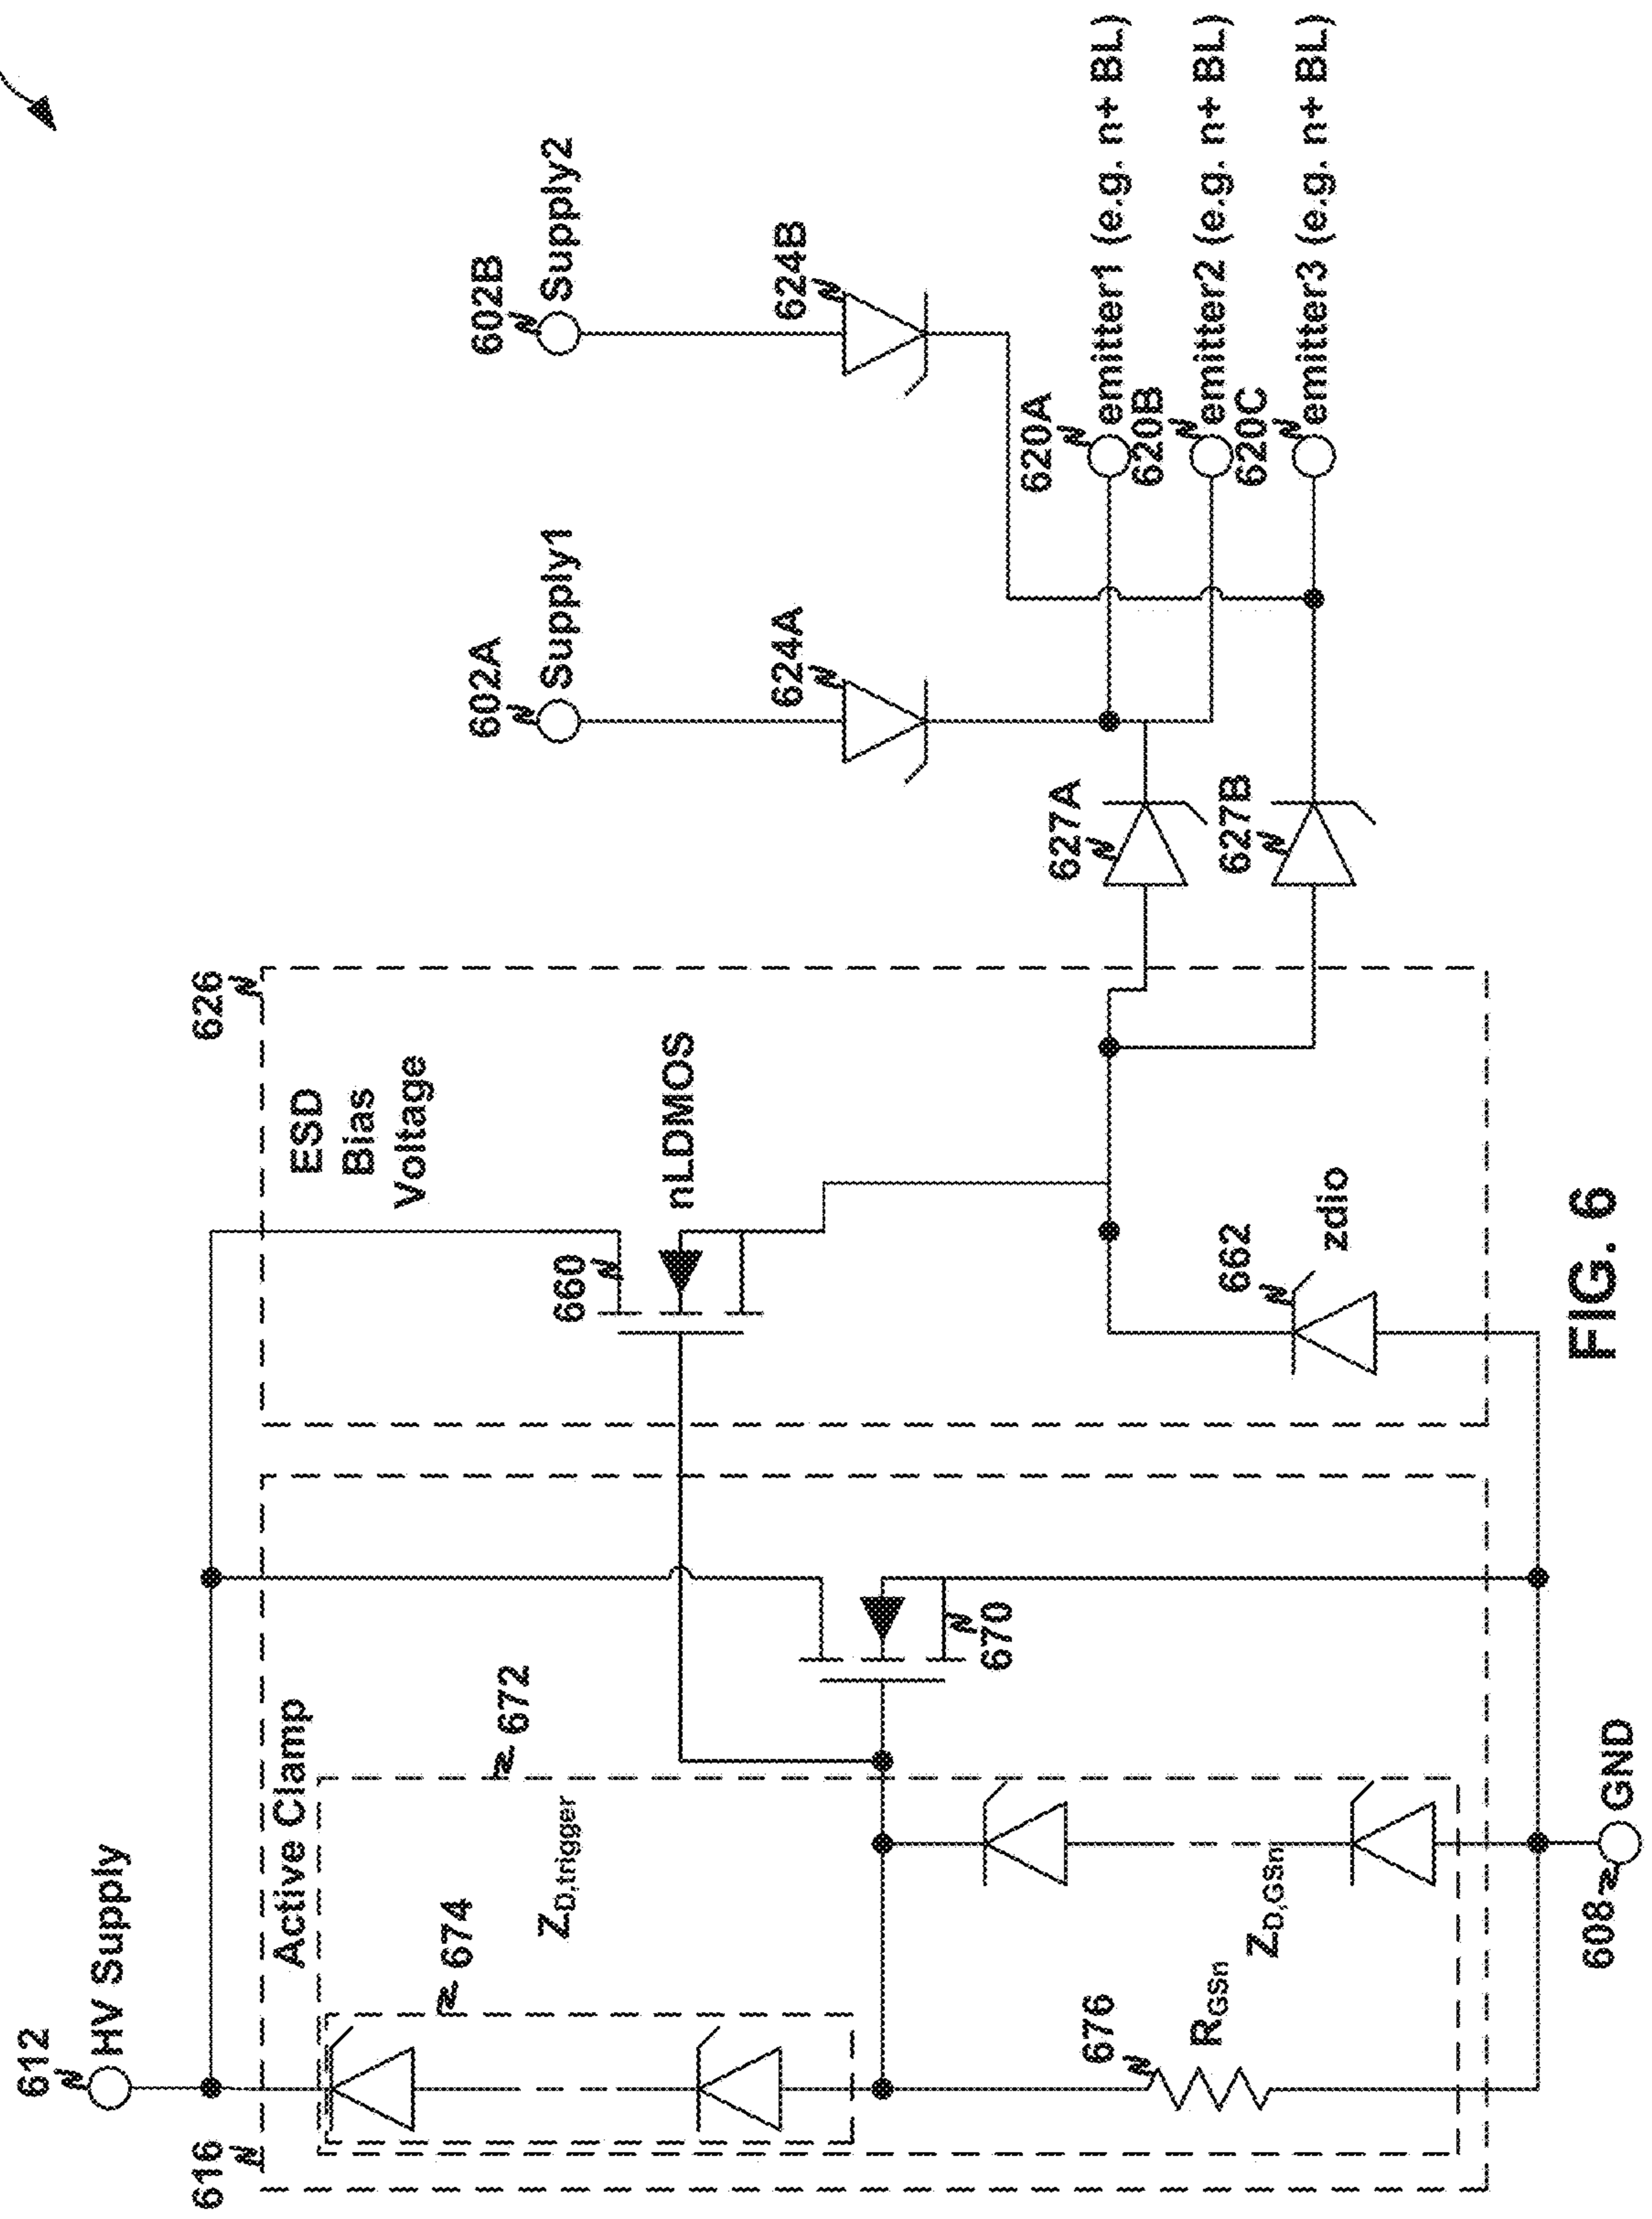 612
HV Supply
616
Active Clamp
674
Z_D,trigger
672
676
R_GSn
Z_D,GSn
670
608
GND
626
ESD
Bias
Voltage
660
nLDMOS
662
zdio
602A
Supply1
602B
Supply2
624A
624B
627A
627B
620A
emitter1 (e.g. n+ BL)
620B
emitter2 (e.g. n+ BL)
620C
emitter3 (e.g. n+ BL)
FIG. 6